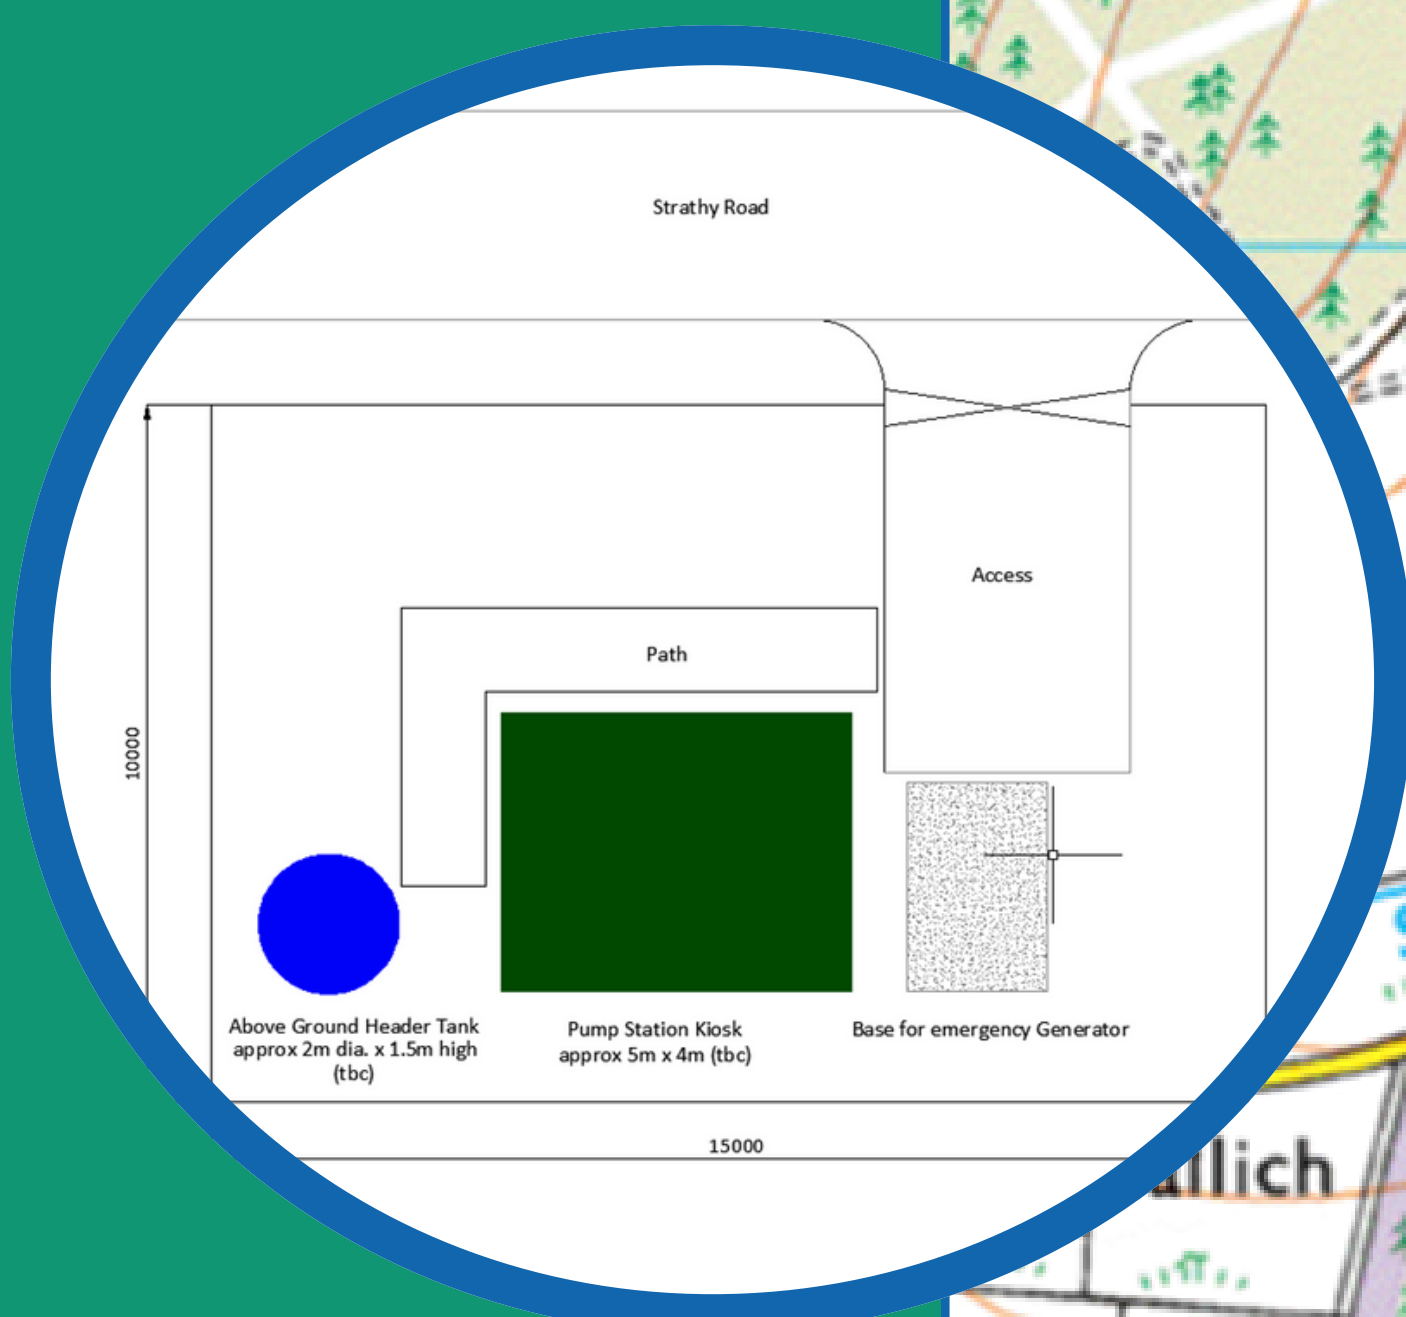 Strathy Road
Access
Path
10000
Above Ground Header Tank
approx 2m dia. x 1.5m high
(tbc)
Pump Station Kiosk
approx 5m x 4m (tbc)
Base for emergency Generator
15000